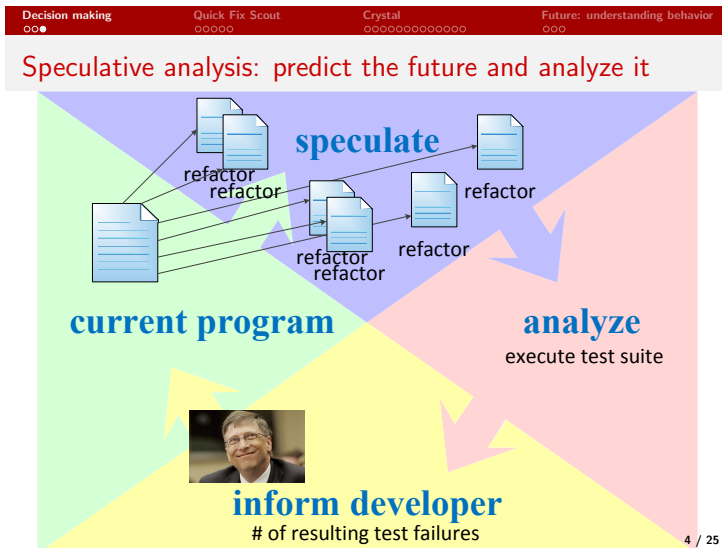 Decision making
Quick Fix Scout
Crystal
Future: understanding behavior
Speculative analysis: predict the future and analyze it
speculate
refactor
refactor
refactor
refactor
refactor
refactor
current program
analyze
execute test suite
inform developer
# of resulting test failures
4 / 25